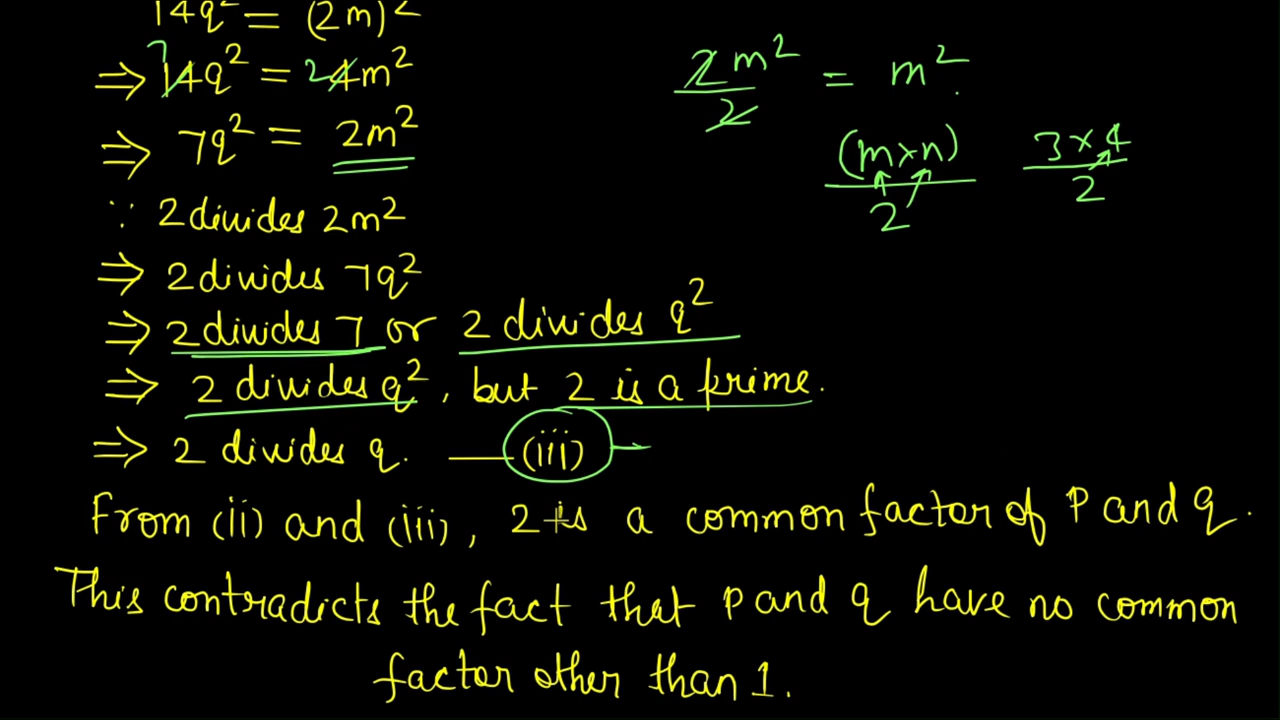 14q² = (2m)²
⇒ 14q² = 4m² 7 2
⇒ 7q² = 2m²
∵ 2 divides 2m²
⇒ 2 divides 7q²
⇒ 2 divides 7 or 2 divides q²
⇒ 2 divides q², but 2 is a prime.
⇒ 2 divides q. — (iii)
From (ii) and (iii), 2 is a common factor of p and q.
This contradicts the fact that p and q have no common
factor other than 1.
2m²/2 = m².
(m×n)/2 3×4/2